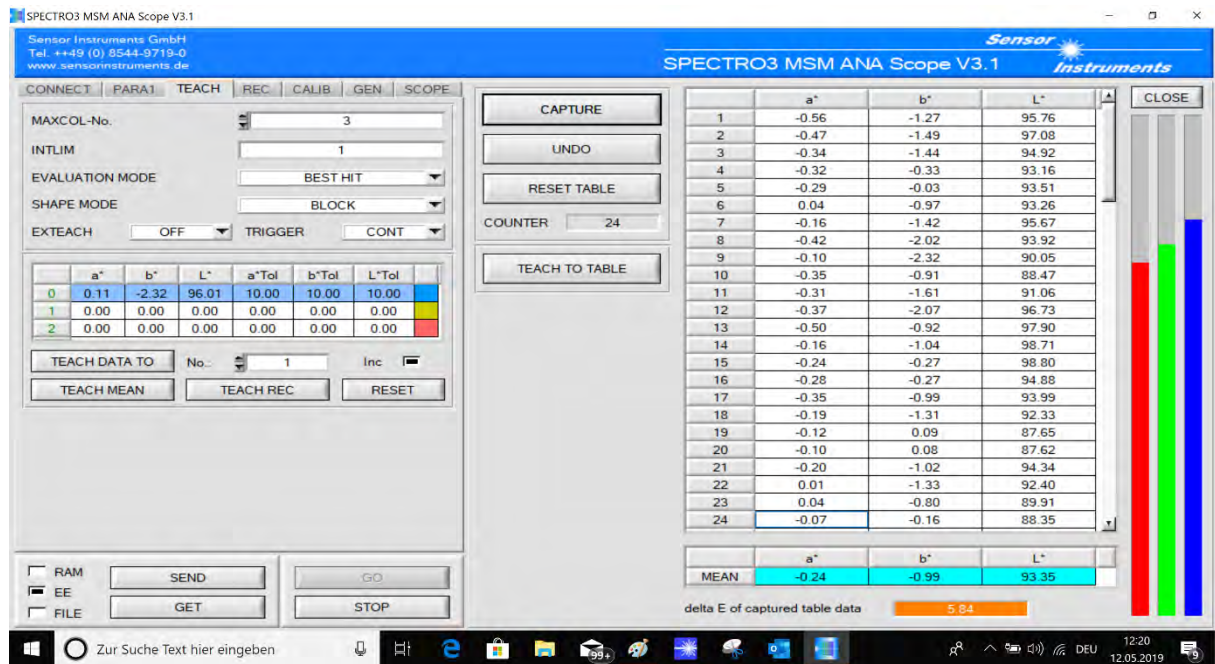 SPECTRO3 MSM ANA Scope V3.1
Sensor Instruments GmbH
Tel. ++49 (0) 8544-9719-0
www.sensorinstruments.de
Sensor
Instruments
SPECTRO3 MSM ANA Scope V3.1
CONNECT PARA1 TEACH REC CALIB GEN SCOPE
MAXCOL-No. 3
INTLIM 1
EVALUATION MODE BEST HIT
SHAPE MODE BLOCK
EXTEACH OFF TRIGGER CONT
a* b* L* a*Tol b*Tol L*Tol
0 0.11 -2.32 96.01 10.00 10.00 10.00
1 0.00 0.00 0.00 0.00 0.00 0.00
2 0.00 0.00 0.00 0.00 0.00 0.00
TEACH DATA TO No.: 1 Inc
TEACH MEAN TEACH REC RESET
RAM
EE
FILE
SEND GO
GET STOP
CAPTURE
UNDO
RESET TABLE
COUNTER 24
TEACH TO TABLE
a* b* L*
1 -0.56 -1.27 95.76
2 -0.47 -1.49 97.08
3 -0.34 -1.44 94.92
4 -0.32 -0.33 93.16
5 -0.29 -0.03 93.51
6 0.04 -0.97 93.26
7 -0.16 -1.42 95.67
8 -0.42 -2.02 93.92
9 -0.10 -2.32 90.05
10 -0.35 -0.91 88.47
11 -0.31 -1.61 91.06
12 -0.37 -2.07 96.73
13 -0.50 -0.92 97.90
14 -0.16 -1.04 98.71
15 -0.24 -0.27 98.80
16 -0.28 -0.27 94.88
17 -0.35 -0.99 93.99
18 -0.19 -1.31 92.33
19 -0.12 0.09 87.65
20 -0.10 0.08 87.62
21 -0.20 -1.02 94.34
22 0.01 -1.33 92.40
23 0.04 -0.80 89.91
24 -0.07 -0.16 88.35
a* b* L*
MEAN -0.24 -0.99 93.35
delta E of captured table data 5.84
CLOSE
Zur Suche Text hier eingeben
99+
DEU
12:20
12.05.2019
9